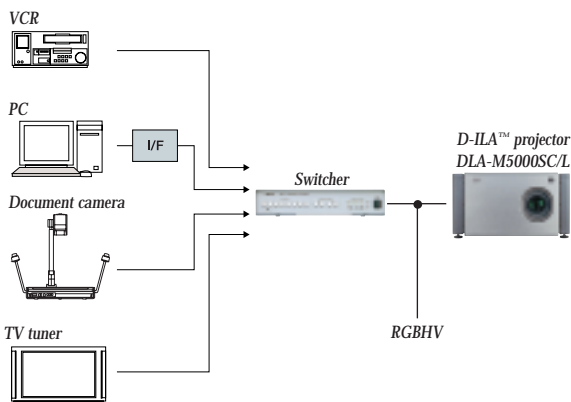 VCR
PC
I/F
D-ILA™ projector
DLA-M5000SC/L
Switcher
Document camera
TV tuner
RGBHV